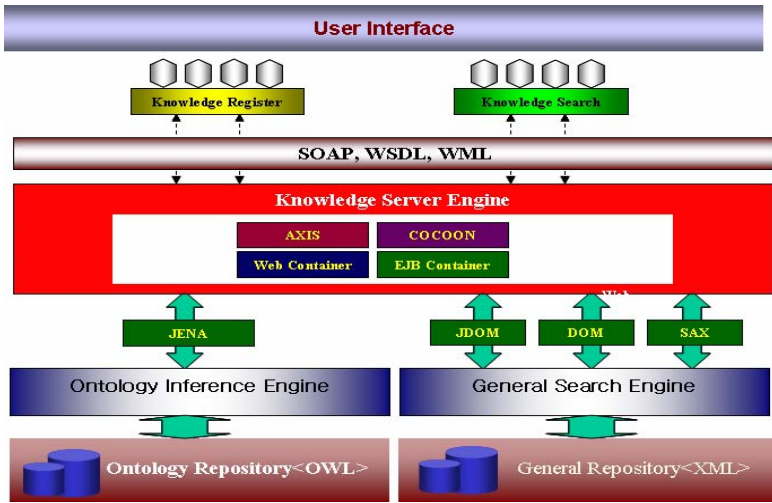 User Interface
Knowledge Register
Knowledge Search
SOAP, WSDL, WML
Knowledge Server Engine
AXIS
COCOON
Web Container
EJB Container
Web
JENA
JDOM
DOM
SAX
Ontology Inference Engine
General Search Engine
Ontology Repository<OWL>
General Repository<XML>